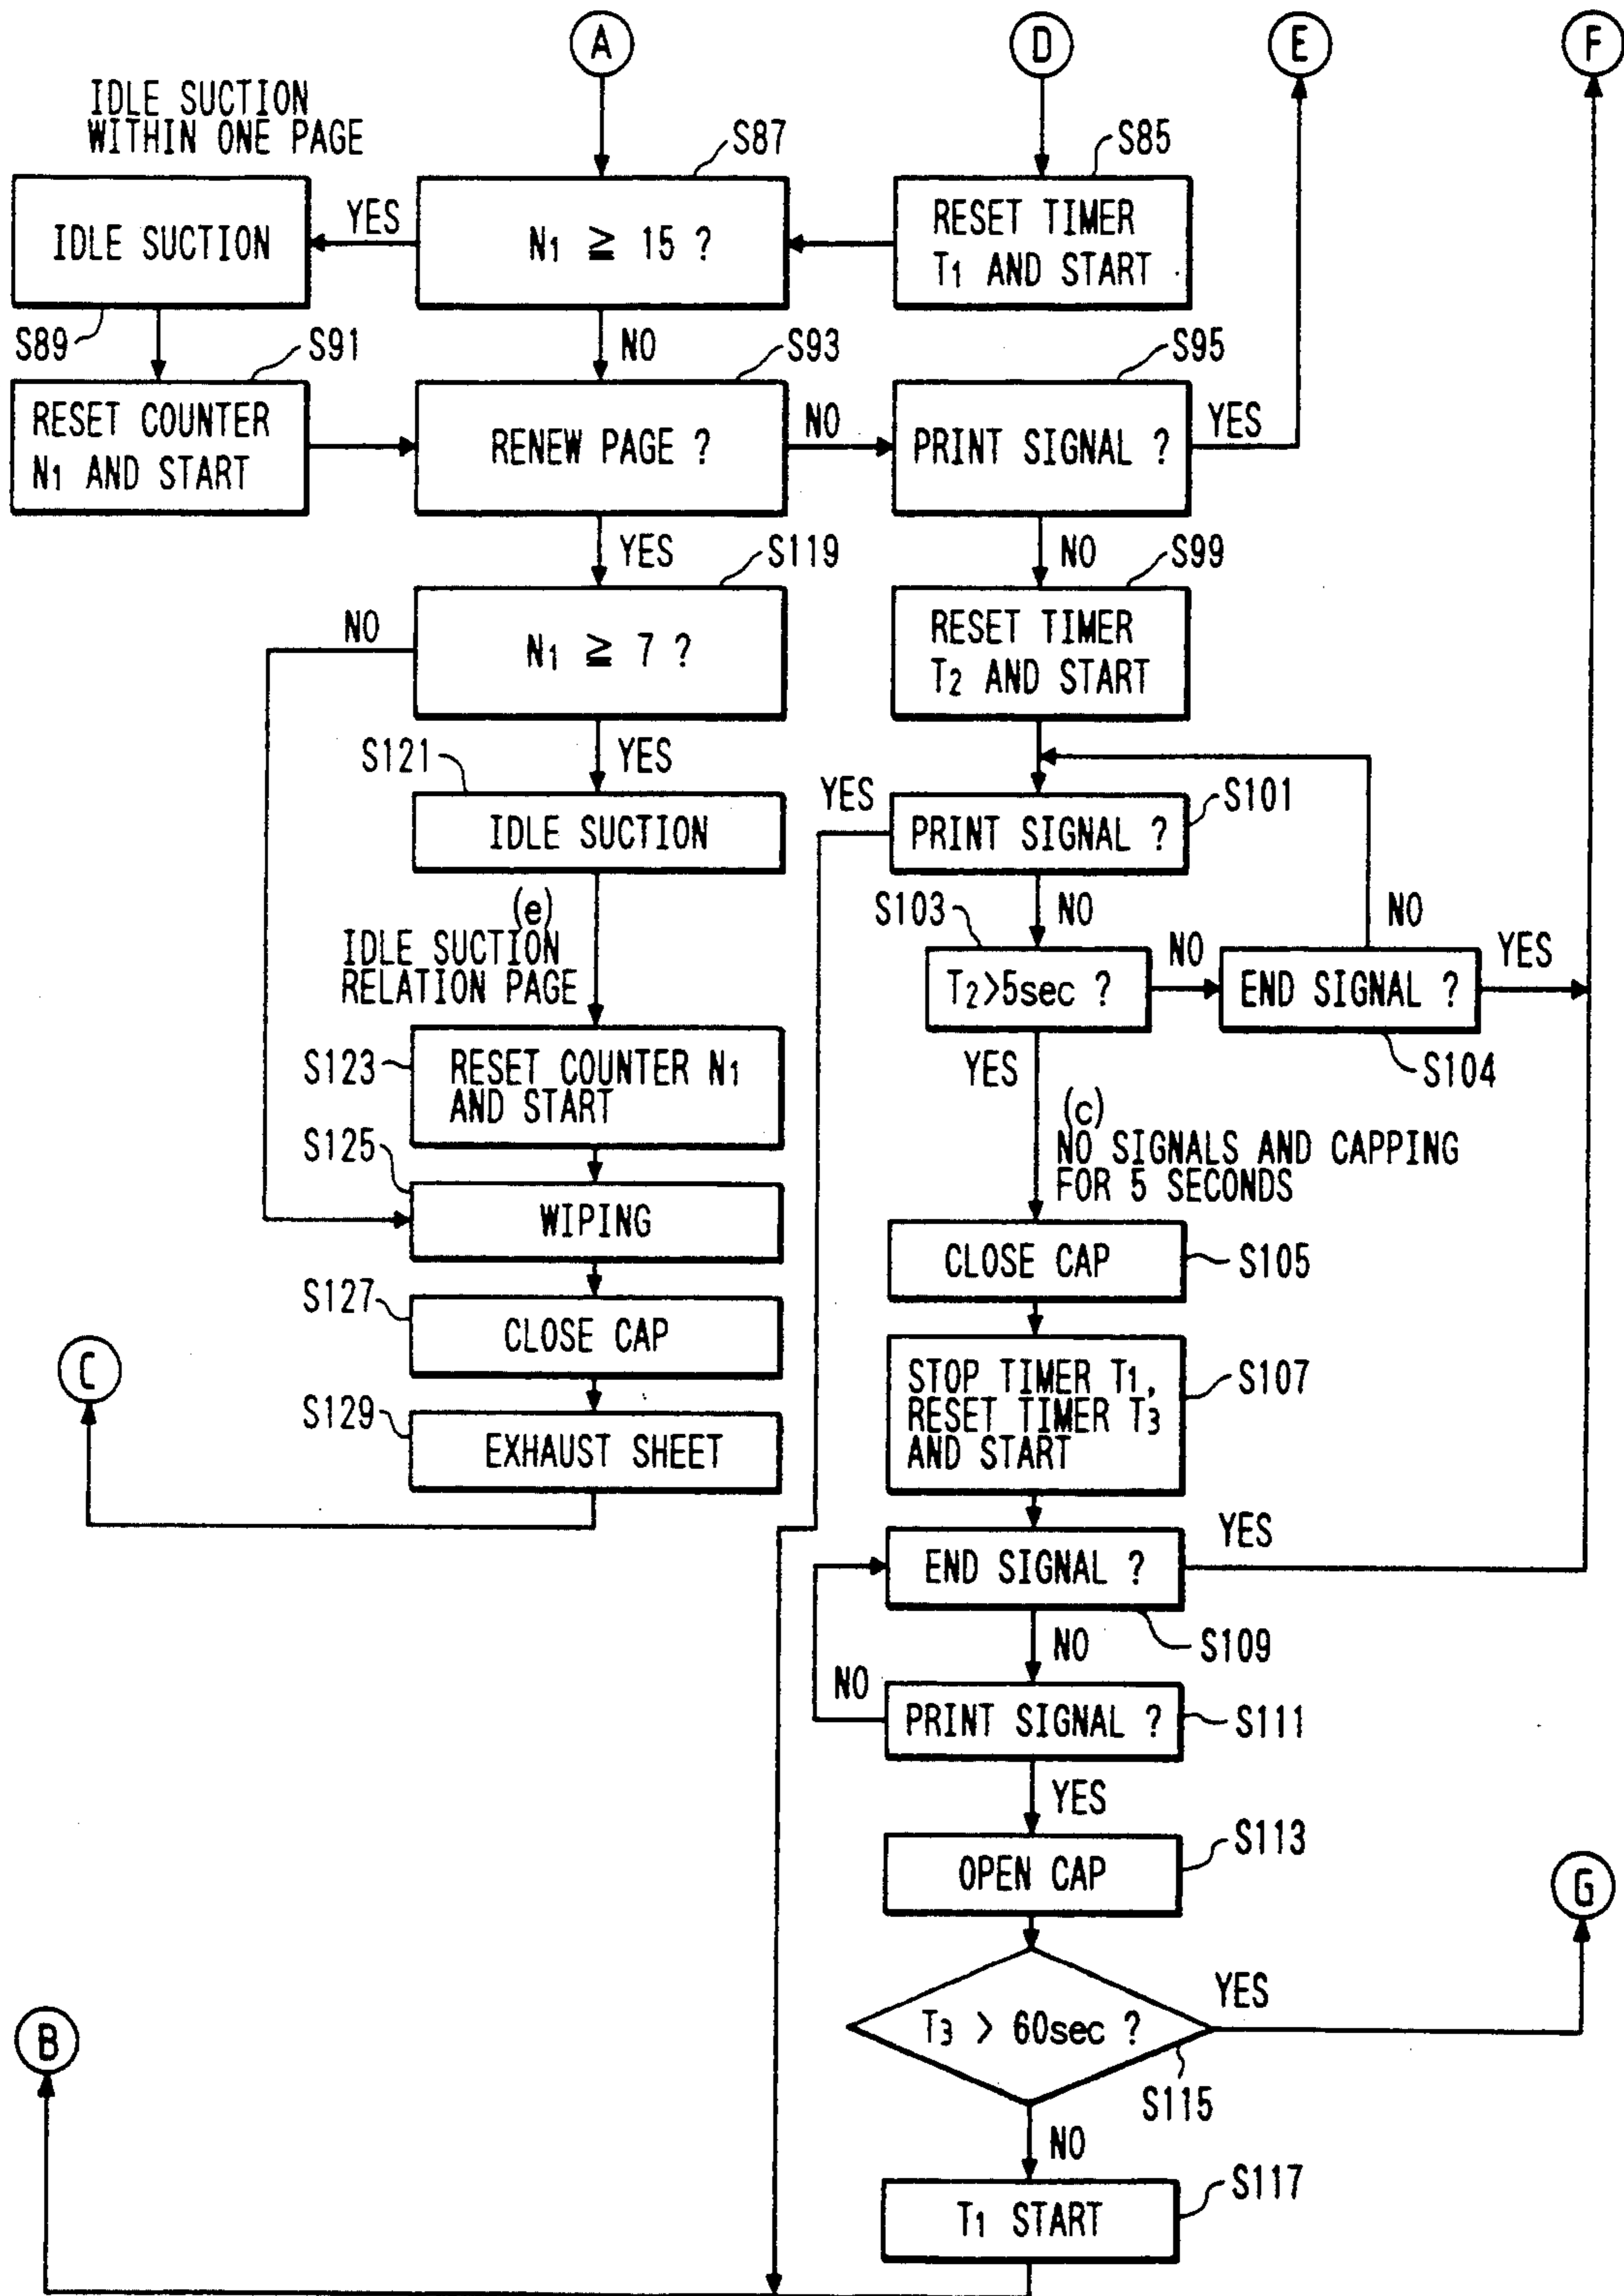 A
D
E
F
IDLE SUCTION
WITHIN ONE PAGE
S87
S85
IDLE SUCTION
YES
N1 ≧ 15 ?
RESET TIMER
T1 AND START
S89
S91
NO
S93
S95
RESET COUNTER
N1 AND START
RENEW PAGE ?
NO
PRINT SIGNAL ?
YES
YES
S119
NO
S99
NO
N1 ≧ 7 ?
RESET TIMER
T2 AND START
S121
YES
YES
S101
IDLE SUCTION
PRINT SIGNAL ?
(e)
IDLE SUCTION
RELATION PAGE
S103
NO
NO
T2>5sec ?
NO
END SIGNAL ?
YES
S104
S123
RESET COUNTER N1
AND START
YES
(c)
NO SIGNALS AND CAPPING
FOR 5 SECONDS
S125
WIPING
CLOSE CAP
S105
S127
CLOSE CAP
C
STOP TIMER T1,
RESET TIMER T3
AND START
S107
S129
EXHAUST SHEET
END SIGNAL ?
YES
S109
NO
NO
PRINT SIGNAL ?
S111
YES
S113
OPEN CAP
G
T3 > 60sec ?
YES
B
S115
NO
S117
T1 START